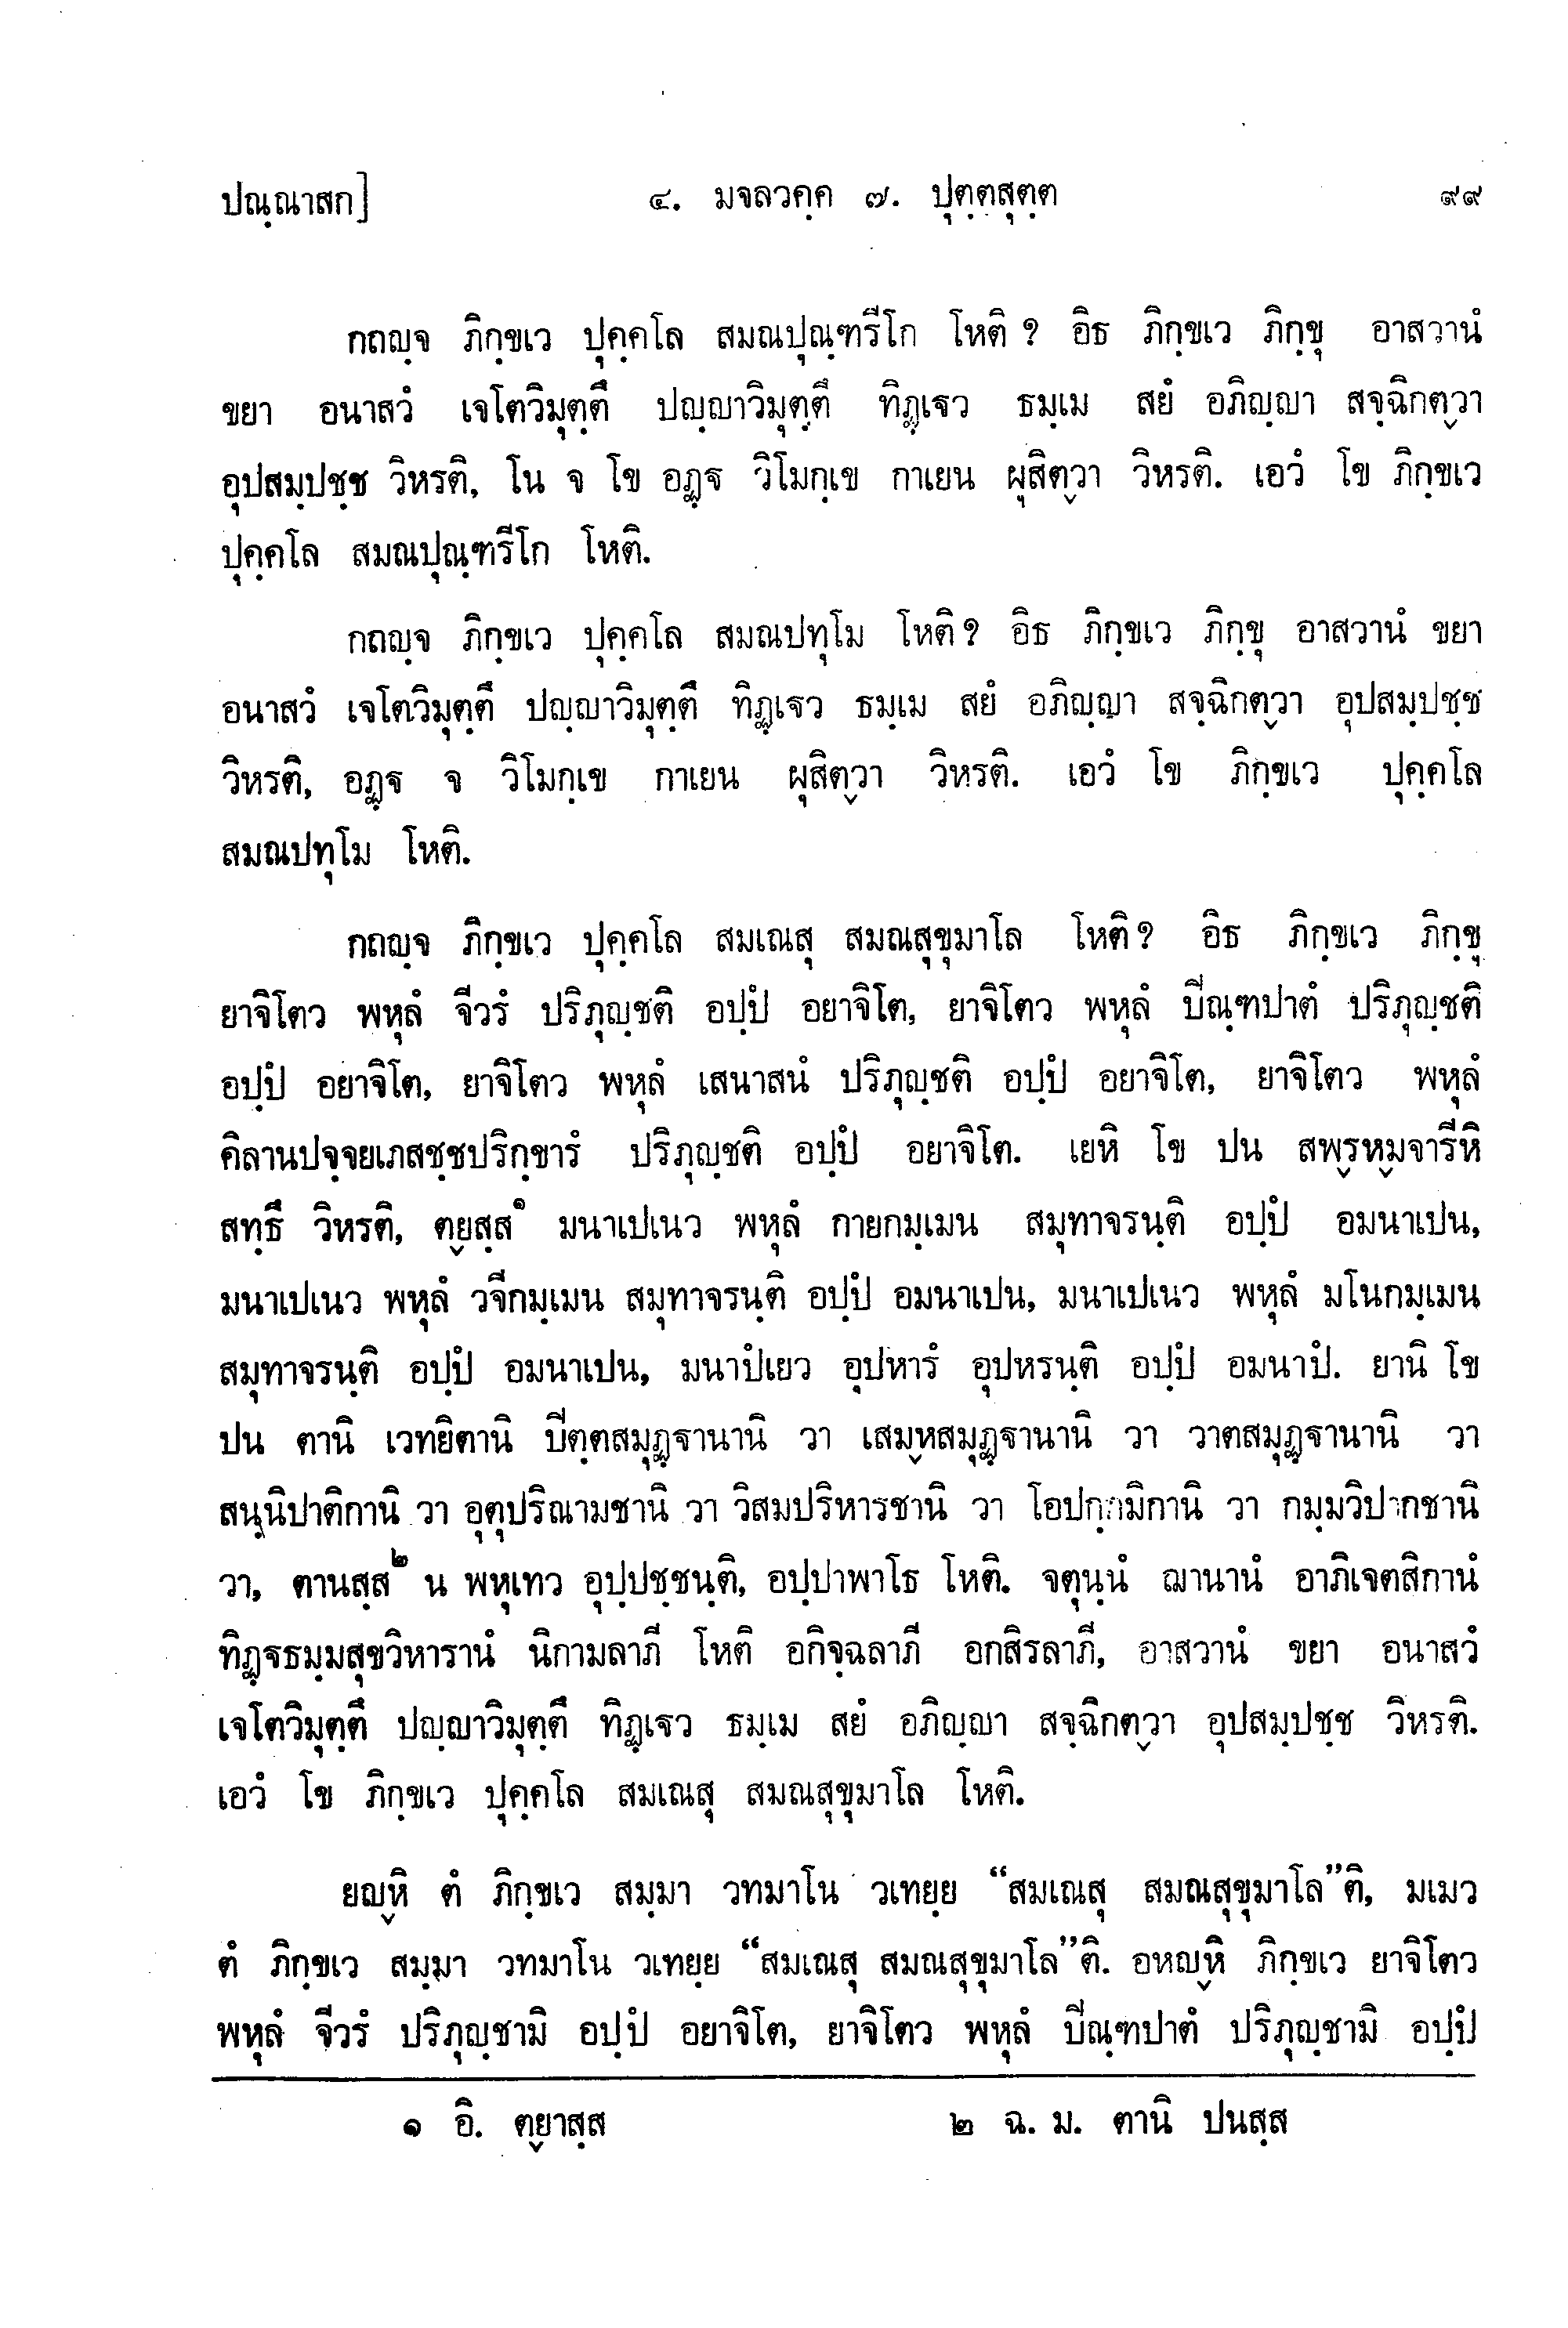 ปณฺณาสก]    ๔. มจลวคฺค ๗. ปุตฺตสุตฺต    ๙๙
กถญฺจ ภิกฺขเว ปุคฺคโล สมณปุณฺฑรีโก โหติ ? อิธ ภิกฺขเว ภิกฺขุ อาสวานํ
ขยา อนาสวํ เจโตวิมุตฺตึ ปญฺญาวิมุตฺตึ ทิฏฺเฐว ธมฺเม สยํ อภิญฺญา สจฺฉิกตฺวา
อุปสมฺปชฺช วิหรติ, โน จ โข อฏฺฐ วิโมกฺเข กาเยน ผุสิตฺวา วิหรติ. เอวํ โข ภิกฺขเว
ปุคฺคโล สมณปุณฺฑรีโก โหติ.
กถญฺจ ภิกฺขเว ปุคฺคโล สมณปทุโม โหติ ? อิธ ภิกฺขเว ภิกฺขุ อาสวานํ ขยา
อนาสวํ เจโตวิมุตฺตึ ปญฺญาวิมุตฺตึ ทิฏฺเฐว ธมฺเม สยํ อภิญฺญา สจฺฉิกตฺวา อุปสมฺปชฺช
วิหรติ, อฏฺฐ จ วิโมกฺเข กาเยน ผุสิตฺวา วิหรติ. เอวํ โข ภิกฺขเว ปุคฺคโล
สมณปทุโม โหติ.
กถญฺจ ภิกฺขเว ปุคฺคโล สมเณสุ สมณสุขุมาโล โหติ ? อิธ ภิกฺขเว ภิกฺขุ
ยาจิโตว พหุลํ จีวรํ ปริภุญฺชติ อปฺปํ อยาจิโต, ยาจิโตว พหุลํ ปิณฺฑปาตํ ปริภุญฺชติ
อปฺปํ อยาจิโต, ยาจิโตว พหุลํ เสนาสนํ ปริภุญฺชติ อปฺปํ อยาจิโต, ยาจิโตว พหุลํ
คิลานปจฺจยเภสชฺชปริกฺขารํ ปริภุญฺชติ อปฺปํ อยาจิโต. เยหิ โข ปน สพฺรหฺมจารีหิ
สทฺธึ วิหรติ, ตฺยสฺส๑ มนาเปเนว พหุลํ กายกมฺเมน สมุทาจรนฺติ อปฺปํ อมนาเปน,
มนาเปเนว พหุลํ วจีกมฺเมน สมุทาจรนฺติ อปฺปํ อมนาเปน, มนาเปเนว พหุลํ มโนกมฺเมน
สมุทาจรนฺติ อปฺปํ อมนาเปน, มนาปํเยว อุปหารํ อุปหรนฺติ อปฺปํ อมนาปํ. ยานิ โข
ปน ตานิ เวทยิตานิ ปิตฺตสมุฏฺฐานานิ วา เสมฺหสมุฏฺฐานานิ วา วาตสมุฏฺฐานานิ วา
สนฺนิปาติกานิ วา อุตุปริณามชานิ วา วิสมปริหารชานิ วา โอปกฺกมิกานิ วา กมฺมวิปากชานิ
วา, ตานสฺส๒ น พหุเทว อุปฺปชฺชนฺติ, อปฺปาพาโธ โหติ. จตุนฺนํ ฌานานํ อาภิเจตสิกานํ
ทิฏฺฐธมฺมสุขวิหารานํ นิกามลาภี โหติ อกิจฺฉลาภี อกสิรลาภี, อาสวานํ ขยา อนาสวํ
เจโตวิมุตฺตึ ปญฺญาวิมุตฺตึ ทิฏฺเฐว ธมฺเม สยํ อภิญฺญา สจฺฉิกตฺวา อุปสมฺปชฺช วิหรติ.
เอวํ โข ภิกฺขเว ปุคฺคโล สมเณสุ สมณสุขุมาโล โหติ.
ยญฺหิ ตํ ภิกฺขเว สมฺมา วทมาโน วเทยฺย “สมเณสุ สมณสุขุมาโล”ติ, มเมว
ตํ ภิกฺขเว สมฺมา วทมาโน วเทยฺย “สมเณสุ สมณสุขุมาโล”ติ. อหญฺหิ ภิกฺขเว ยาจิโตว
พหุลํ จีวรํ ปริภุญฺชามิ อปฺปํ อยาจิโต, ยาจิโตว พหุลํ ปิณฺฑปาตํ ปริภุญฺชามิ อปฺปํ
๑ อิ. ตฺยาสฺส    ๒ ฉ. ม. ตานิ ปนสฺส